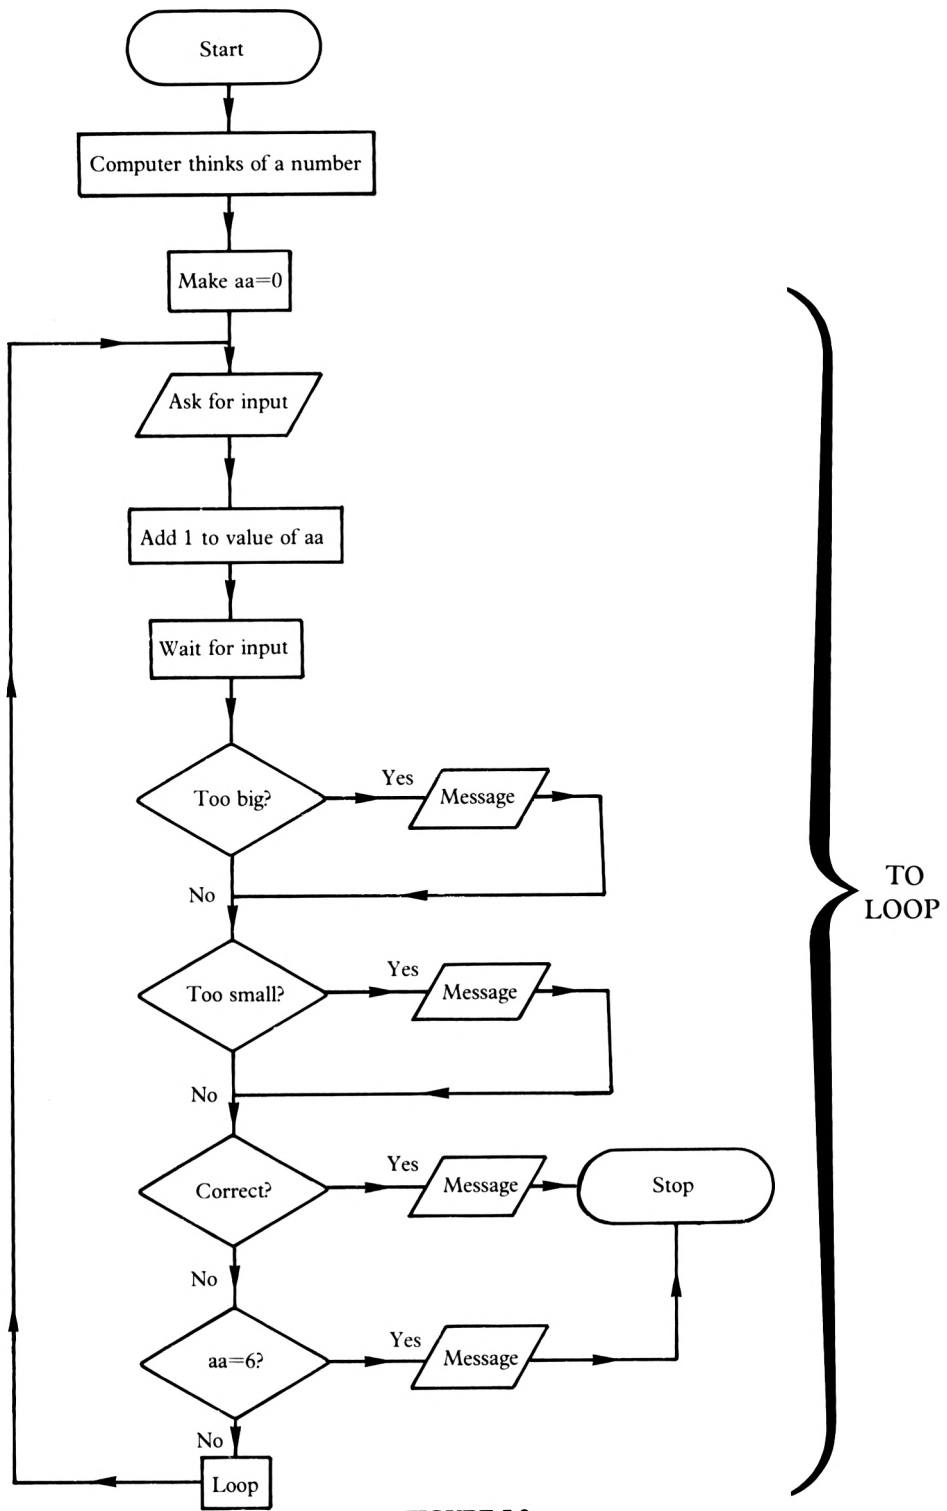 Start
Computer thinks of a number
Make aa=0
Ask for input
Add 1 to value of aa
Wait for input
Too big?
Yes
Message
No
Too small?
Yes
Message
No
Correct?
Yes
Message
Stop
No
aa=6?
Yes
Message
No
Loop
TO
LOOP